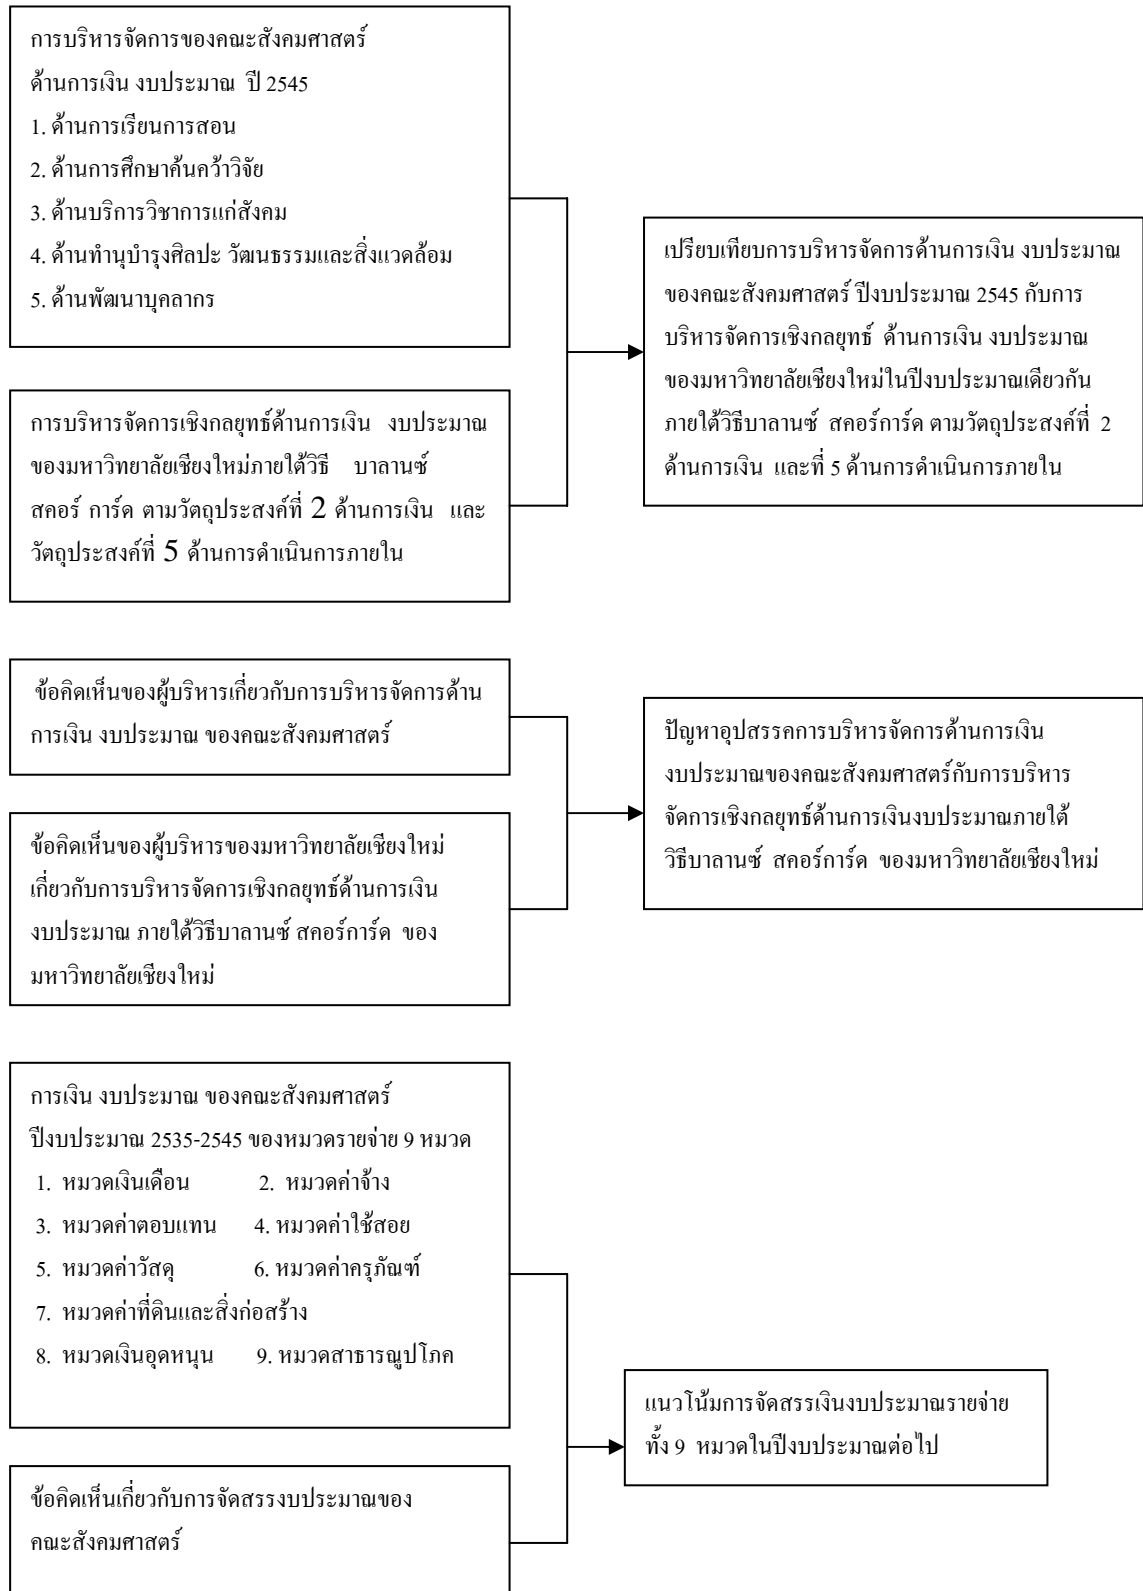 การบริหารจัดการของคณะสังคมศาสตร์
ด้านการเงิน งบประมาณ ปี 2545
1. ด้านการเรียนการสอน
2. ด้านการศึกษาค้นคว้าวิจัย
3. ด้านบริการวิชาการแก่สังคม
4. ด้านทำนุบำรุงศิลปะ วัฒนธรรมและสิ่งแวดล้อม
5. ด้านพัฒนาบุคลากร
การบริหารจัดการเชิงกลยุทธ์ด้านการเงิน งบประมาณ
ของมหาวิทยาลัยเชียงใหม่ภายใต้วิธี บาลานซ์
สคอร์ การ์ด ตามวัตถุประสงค์ที่ 2 ด้านการเงิน และ
วัตถุประสงค์ที่ 5 ด้านการดำเนินการภายใน
เปรียบเทียบการบริหารจัดการด้านการเงิน งบประมาณ
ของคณะสังคมศาสตร์ ปีงบประมาณ 2545 กับการ
บริหารจัดการเชิงกลยุทธ์ ด้านการเงิน งบประมาณ
ของมหาวิทยาลัยเชียงใหม่ในปีงบประมาณเดียวกัน
ภายใต้วิธีบาลานซ์ สคอร์การ์ด ตามวัตถุประสงค์ที่ 2
ด้านการเงิน และที่ 5 ด้านการดำเนินการภายใน
ข้อคิดเห็นของผู้บริหารเกี่ยวกับการบริหารจัดการด้าน
การเงิน งบประมาณ ของคณะสังคมศาสตร์
ข้อคิดเห็นของผู้บริหารของมหาวิทยาลัยเชียงใหม่
เกี่ยวกับการบริหารจัดการเชิงกลยุทธ์ด้านการเงิน
งบประมาณ ภายใต้วิธีบาลานซ์ สคอร์การ์ด ของ
มหาวิทยาลัยเชียงใหม่
ปัญหาอุปสรรคการบริหารจัดการด้านการเงิน
งบประมาณของคณะสังคมศาสตร์กับการบริหาร
จัดการเชิงกลยุทธ์ด้านการเงินงบประมาณภายใต้
วิธีบาลานซ์ สคอร์การ์ด ของมหาวิทยาลัยเชียงใหม่
การเงิน งบประมาณ ของคณะสังคมศาสตร์
ปีงบประมาณ 2535-2545 ของหมวดรายจ่าย 9 หมวด
1. หมวดเงินเดือน 2. หมวดค่าจ้าง
3. หมวดค่าตอบแทน 4. หมวดค่าใช้สอย
5. หมวดค่าวัสดุ 6. หมวดค่าครุภัณฑ์
7. หมวดค่าที่ดินและสิ่งก่อสร้าง
8. หมวดเงินอุดหนุน 9. หมวดสาธารณูปโภค
ข้อคิดเห็นเกี่ยวกับการจัดสรรงบประมาณของ
คณะสังคมศาสตร์
แนวโน้มการจัดสรรเงินงบประมาณรายจ่าย
ทั้ง 9 หมวดในปีงบประมาณต่อไป